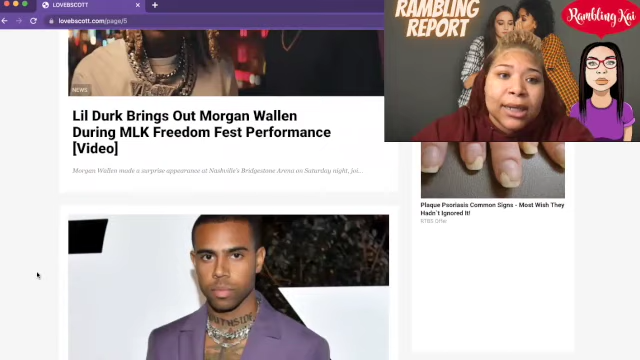 LOVEBSCOTT
lovebscott.com/page/5
RAMBLING
REPORT
Rambling Kai
NEWS
Lil Durk Brings Out Morgan Wallen
During MLK Freedom Fest Performance
[Video]
Morgan Wallen made a surprise appearance at Nashville's Bridgestone Arena on Saturday night, joi...
Plaque Psoriasis Common Signs - Most Wish They
Hadn't Ignored It!